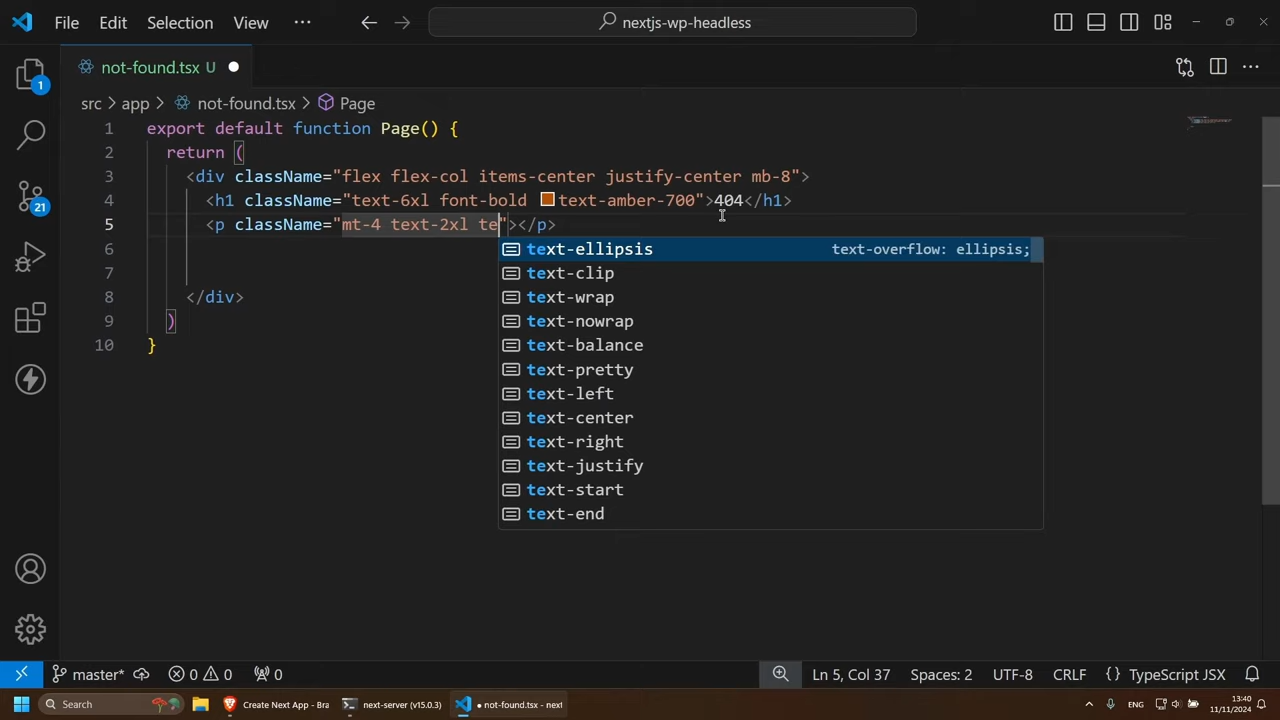 File Edit Selection View ··· nextjs-wp-headless
not-found.tsx U
src > app > not-found.tsx > Page
1 export default function Page() {
2 return (
3 <div className="flex flex-col items-center justify-center mb-8">
4 <h1 className="text-6xl font-bold text-amber-700">404</h1>
5 <p className="mt-4 text-2xl te"></p>
6 text-ellipsis text-overflow: ellipsis;
7 text-clip
8 </div> text-wrap
9 ) text-nowrap
10 } text-balance
text-pretty
text-left
text-center
text-right
text-justify
text-start
text-end
1
21
master* 0 0 0 Ln 5, Col 37 Spaces: 2 UTF-8 CRLF {} TypeScript JSX
Search Create New App - Bra next-server (v15.0.3) • not-found.tsx - next ENG 13:40
11/11/2024